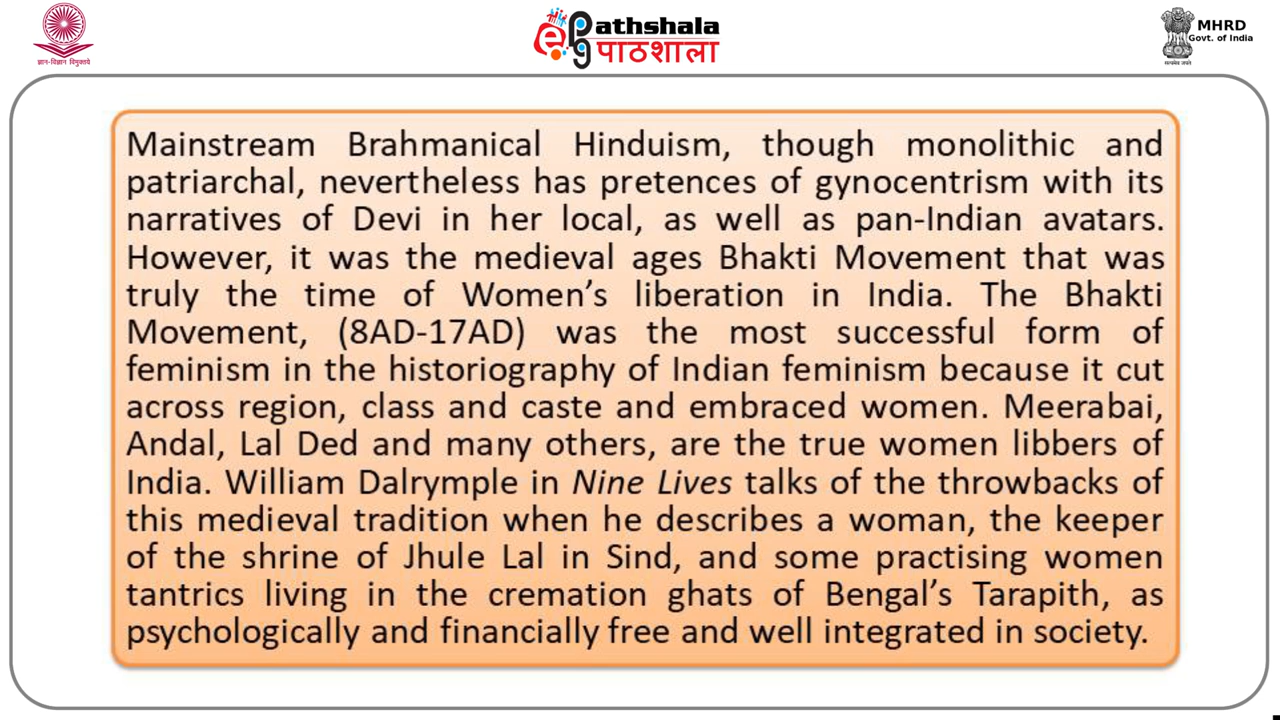 ज्ञान-विज्ञान विमुक्तये
epg
athshala
पाठशाला
MHRD
Govt. of India
सत्यमेव जयते
Mainstream Brahmanical Hinduism, though monolithic and
patriarchal, nevertheless has pretences of gynocentrism with its
narratives of Devi in her local, as well as pan-Indian avatars.
However, it was the medieval ages Bhakti Movement that was
truly the time of Women’s liberation in India. The Bhakti
Movement, (8AD-17AD) was the most successful form of
feminism in the historiography of Indian feminism because it cut
across region, class and caste and embraced women. Meerabai,
Andal, Lal Ded and many others, are the true women libbers of
India. William Dalrymple in Nine Lives talks of the throwbacks of
this medieval tradition when he describes a woman, the keeper
of the shrine of Jhule Lal in Sind, and some practising women
tantrics living in the cremation ghats of Bengal’s Tarapith, as
psychologically and financially free and well integrated in society.